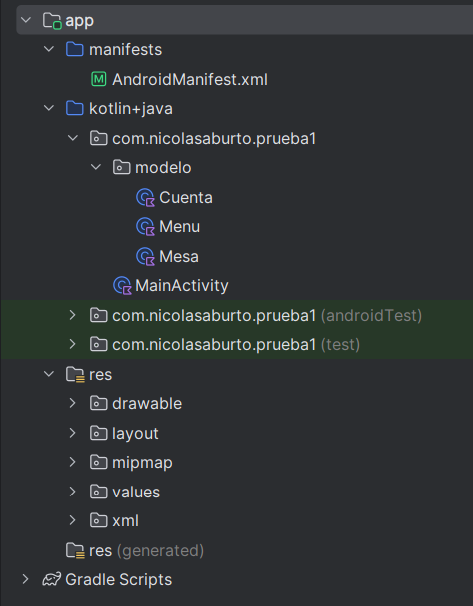 app
manifests
AndroidManifest.xml
kotlin+java
com.nicolasaburto.prueba1
modelo
Cuenta
Menu
Mesa
MainActivity
com.nicolasaburto.prueba1 (androidTest)
com.nicolasaburto.prueba1 (test)
res
drawable
layout
mipmap
values
xml
res (generated)
Gradle Scripts